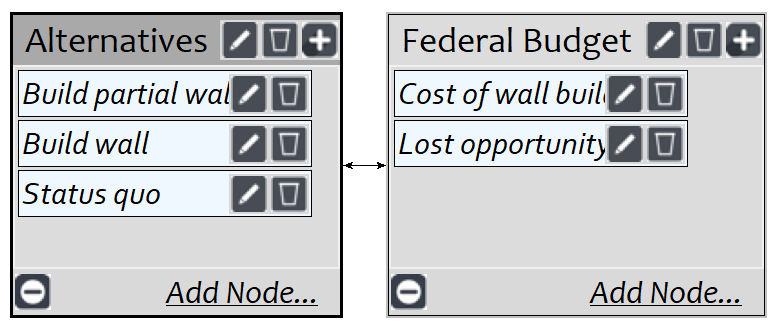 Alternatives
Build partial wal
Build wall
Status quo
Add Node...
Federal Budget
Cost of wall buil
Lost opportunity
Add Node...